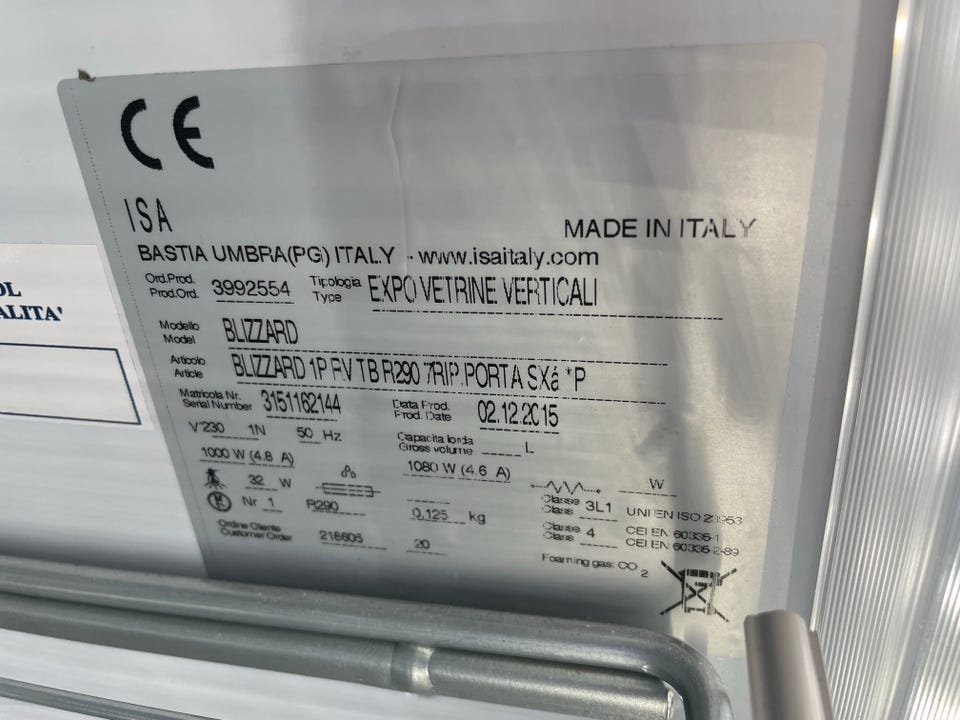 CE
ISA
MADE IN ITALY
BASTIA UMBRA(PG) ITALY - www.isaitaly.com
Ord.Prod. Prod.Ord. 3992554 Tipologia Type EXPO VETRINE VERTICALI
Modello Model BLIZZARD
Articolo Article BLIZZARD 1P RV TB R290 7RIP.PORTA SXá *P
Matricola Nr. Serial Number 3151162144 Data Prod. Prod. Date 02.12.2015
V~230 1N 50 Hz Capacita lorda Gross volume L
1000 W (4.8 A) 1080 W (4.6 A) W
32 W Classe Class 3L1 UNI EN ISO 23953
Nr 1 R290 0,125 kg Classe Class 4 CEI EN 60335-1
CEI EN 60335-2-89
Ordine Cliente Customer Order 218605 20
Foaming gas: CO2
OL
ALITA'